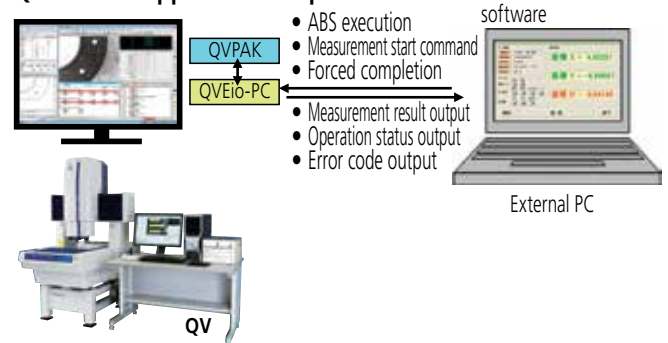 software
QVPAK
QVEio-PC
• ABS execution
• Measurement start command
• Forced completion
• Measurement result output
• Operation status output
• Error code output
External PC
QV